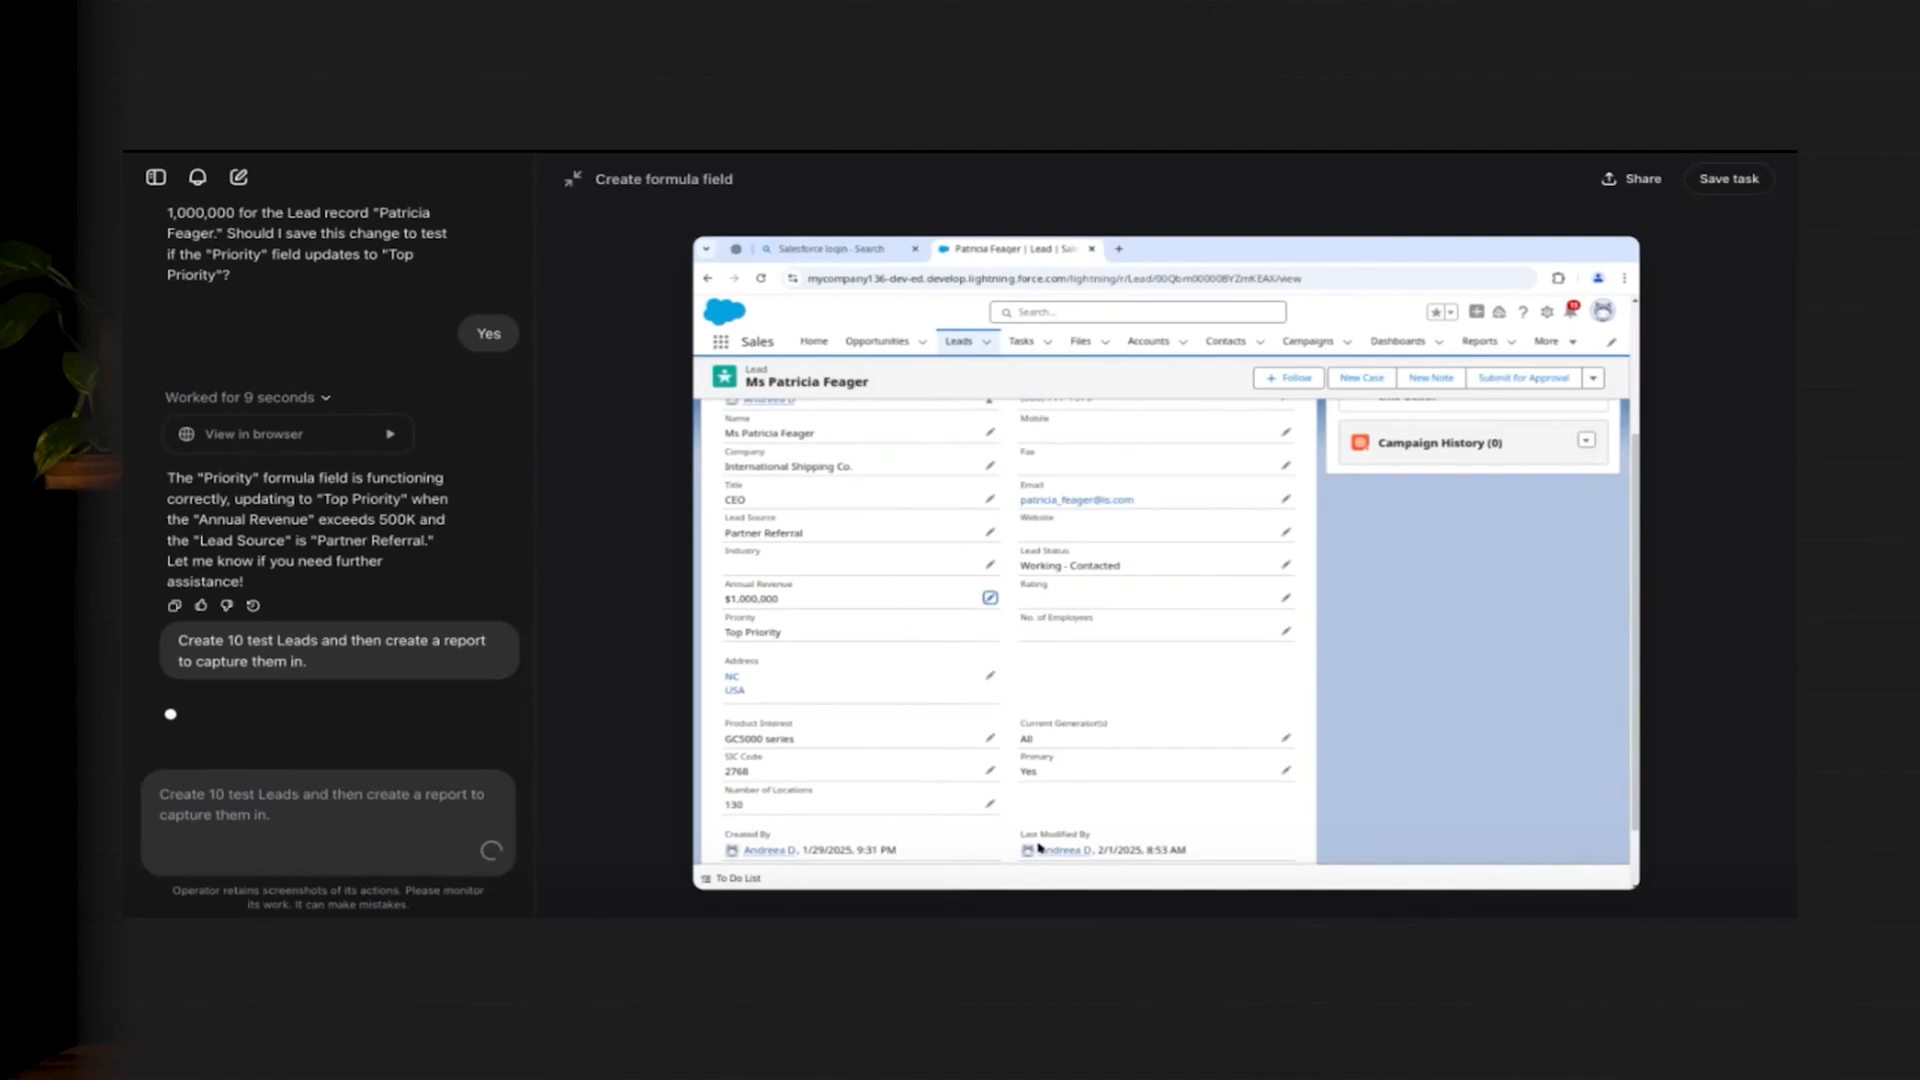 Create formula field
Share
Save task
1,000,000 for the Lead record "Patricia
Feager." Should I save this change to test
if the "Priority" field updates to "Top
Priority"?
Yes
Worked for 9 seconds
View in browser
The "Priority" formula field is functioning
correctly, updating to "Top Priority" when
the "Annual Revenue" exceeds 500K and
the "Lead Source" is "Partner Referral."
Let me know if you need further
assistance!
Create 10 test Leads and then create a report
to capture them in.
Create 10 test Leads and then create a report to
capture them in.
Operator retains screenshots of its actions. Please monitor
its work. It can make mistakes.
Salesforce login - Search
Patricia Feager | Lead | Sal
mycompany136-dev-ed.develop.lightning.force.com/lightning/r/Lead/
Search...
Sales
Home
Opportunities
Leads
Tasks
Files
Accounts
Contacts
Campaigns
Dashboards
Reports
More
Lead
Ms Patricia Feager
+ Follow
New Case
New Note
Submit for Approval
Andreea D
Name
Ms Patricia Feager
Mobile
Company
International Shipping Co.
Fax
Title
CEO
Email
patricia_feager@is.com
Lead Source
Partner Referral
Website
Industry
Lead Status
Working - Contacted
Annual Revenue
$1,000,000
Rating
Priority
Top Priority
No. of Employees
Address
NC
USA
Product Interest
GC5000 series
Current Generator(s)
All
SIC Code
2768
Primary
Yes
Number of Locations
130
Created By
Andreea D, 1/29/2025, 9:31 PM
Last Modified By
Andreea D, 2/1/2025, 8:53 AM
Campaign History (0)
To Do List